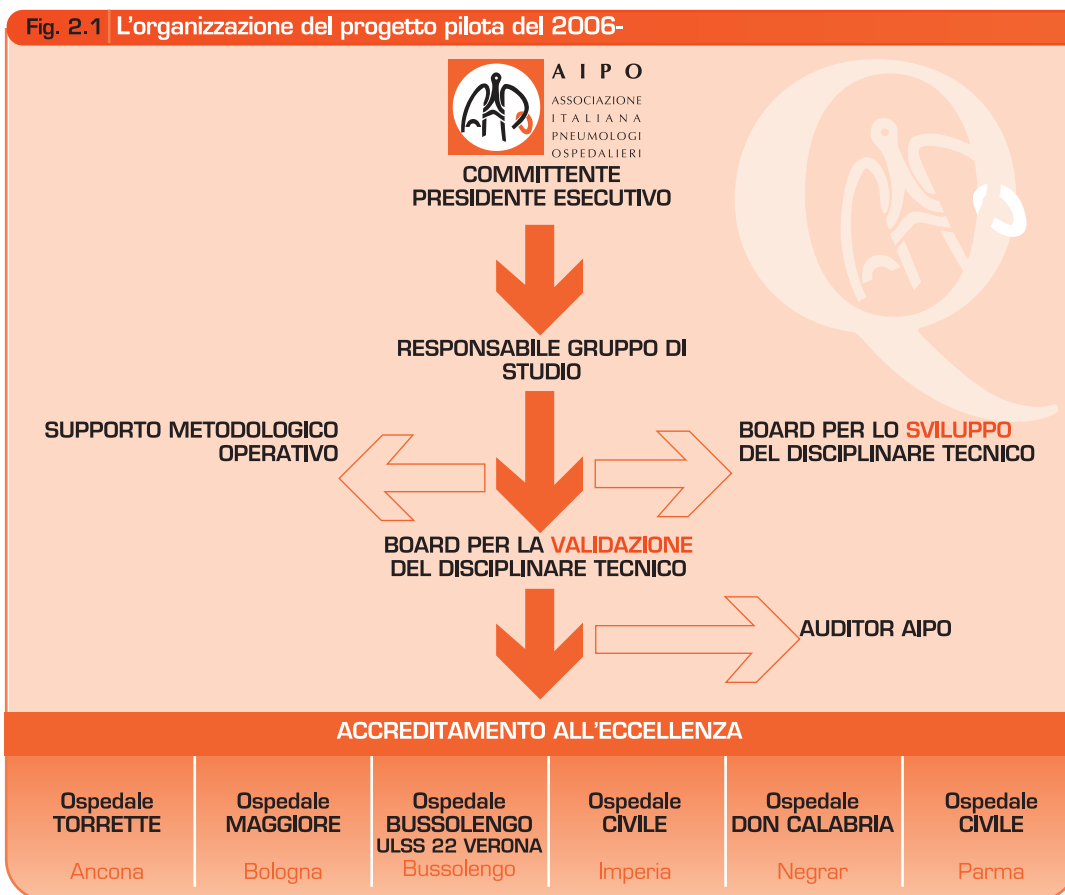 Fig. 2.1 L'organizzazione del progetto pilota del 2006-
A I P O
ASSOCIAZIONE
ITALIANA
PNEUMOLOGI
OSPEDALIERI
COMMITTENTE
PRESIDENTE ESECUTIVO
RESPONSABILE GRUPPO DI
STUDIO
SUPPORTO METODOLOGICO
OPERATIVO
BOARD PER LO SVILUPPO
DEL DISCIPLINARE TECNICO
BOARD PER LA VALIDAZIONE
DEL DISCIPLINARE TECNICO
AUDITOR AIPO
ACCREDITAMENTO ALL'ECCELLENZA
Ospedale
TORRETTE
Ancona
Ospedale
MAGGIORE
Bologna
Ospedale
BUSSOLENGO
ULSS 22 VERONA
Bussolengo
Ospedale
CIVILE
Imperia
Ospedale
DON CALABRIA
Negrar
Ospedale
CIVILE
Parma